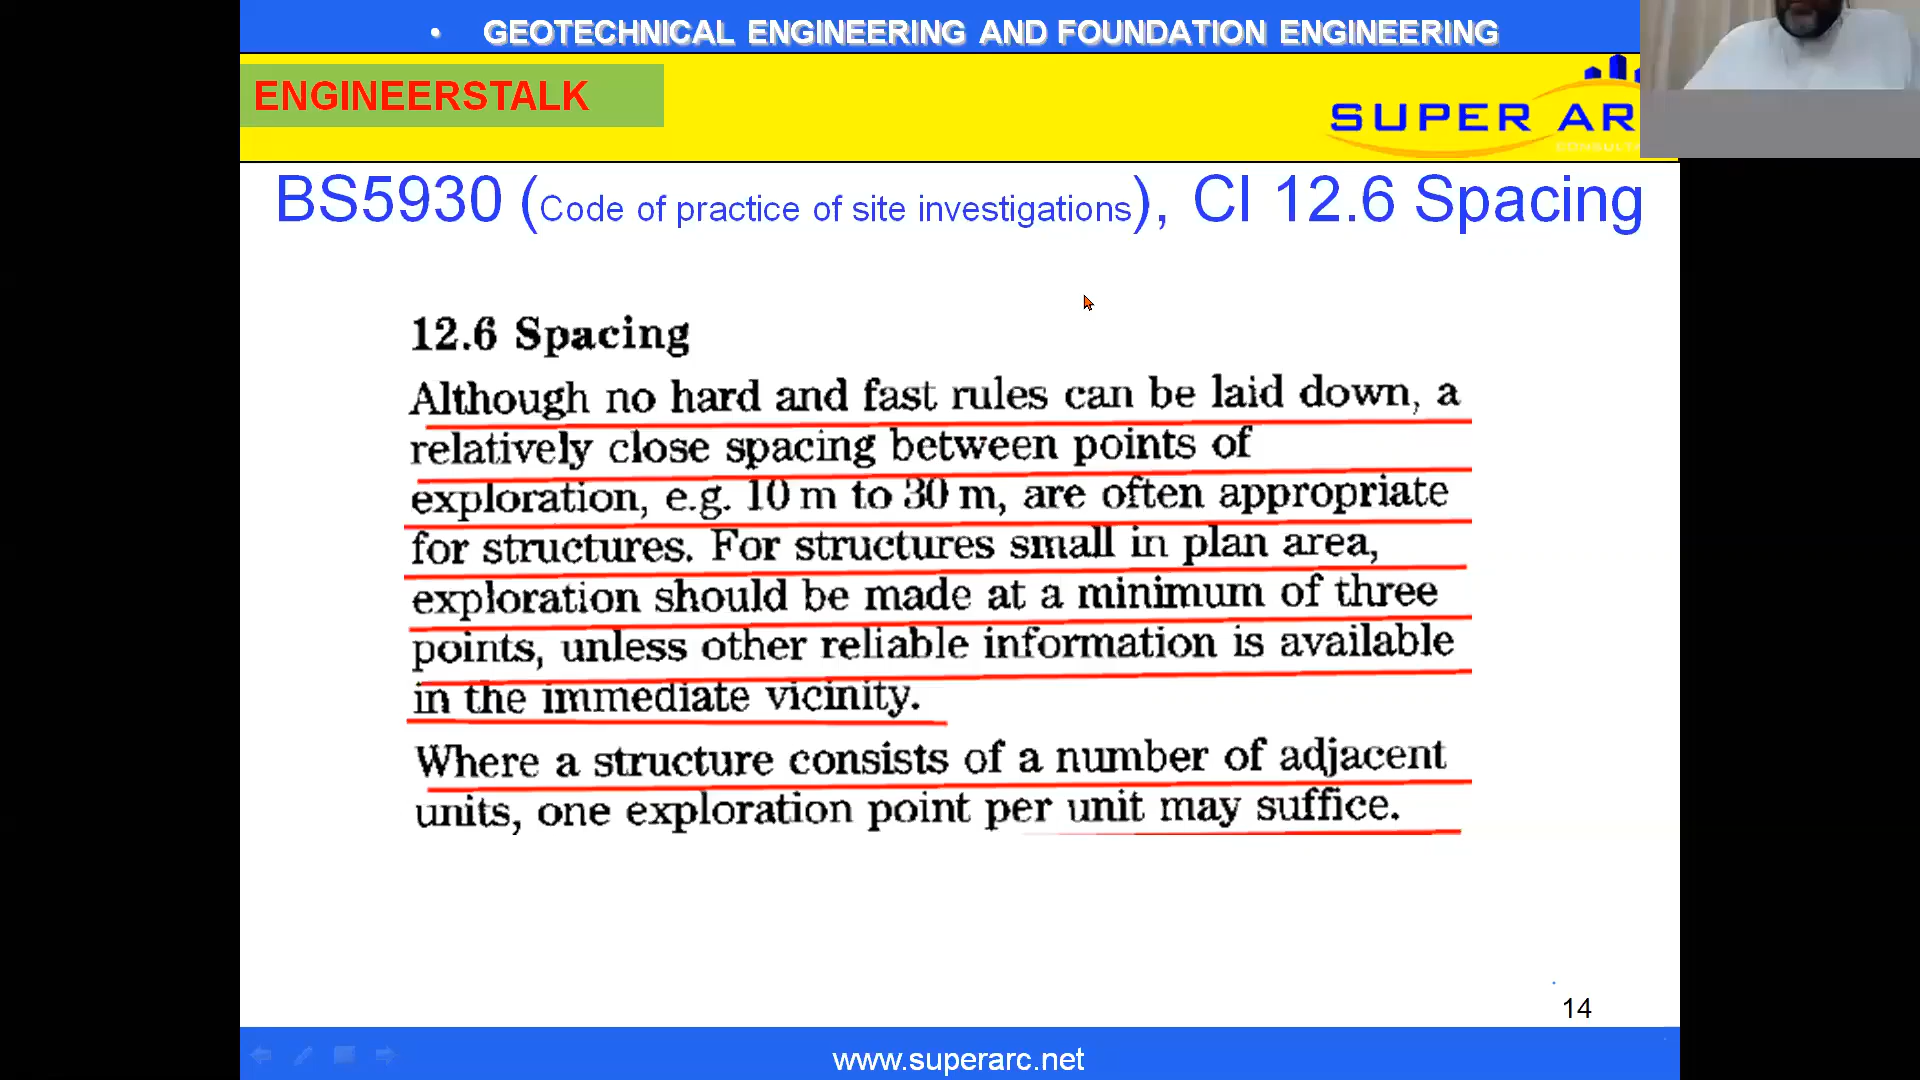 • GEOTECHNICAL ENGINEERING AND FOUNDATION ENGINEERING
ENGINEERSTALK
SUPER ARC
BS5930 (Code of practice of site investigations), Cl 12.6 Spacing
12.6 Spacing
Although no hard and fast rules can be laid down, a
relatively close spacing between points of
exploration, e.g. 10 m to 30 m, are often appropriate
for structures. For structures small in plan area,
exploration should be made at a minimum of three
points, unless other reliable information is available
in the immediate vicinity.
Where a structure consists of a number of adjacent
units, one exploration point per unit may suffice.
14
www.superarc.net